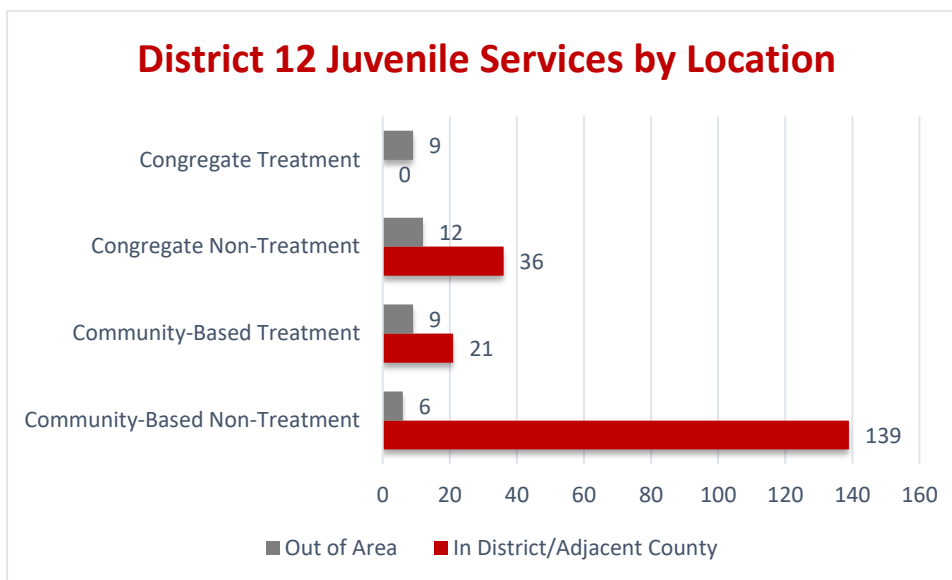 District 12 Juvenile Services by Location
Congregate Treatment
9
0
Congregate Non-Treatment
12
36
Community-Based Treatment
9
21
Community-Based Non-Treatment
6
139
0 20 40 60 80 100 120 140 160
Out of Area In District/Adjacent County